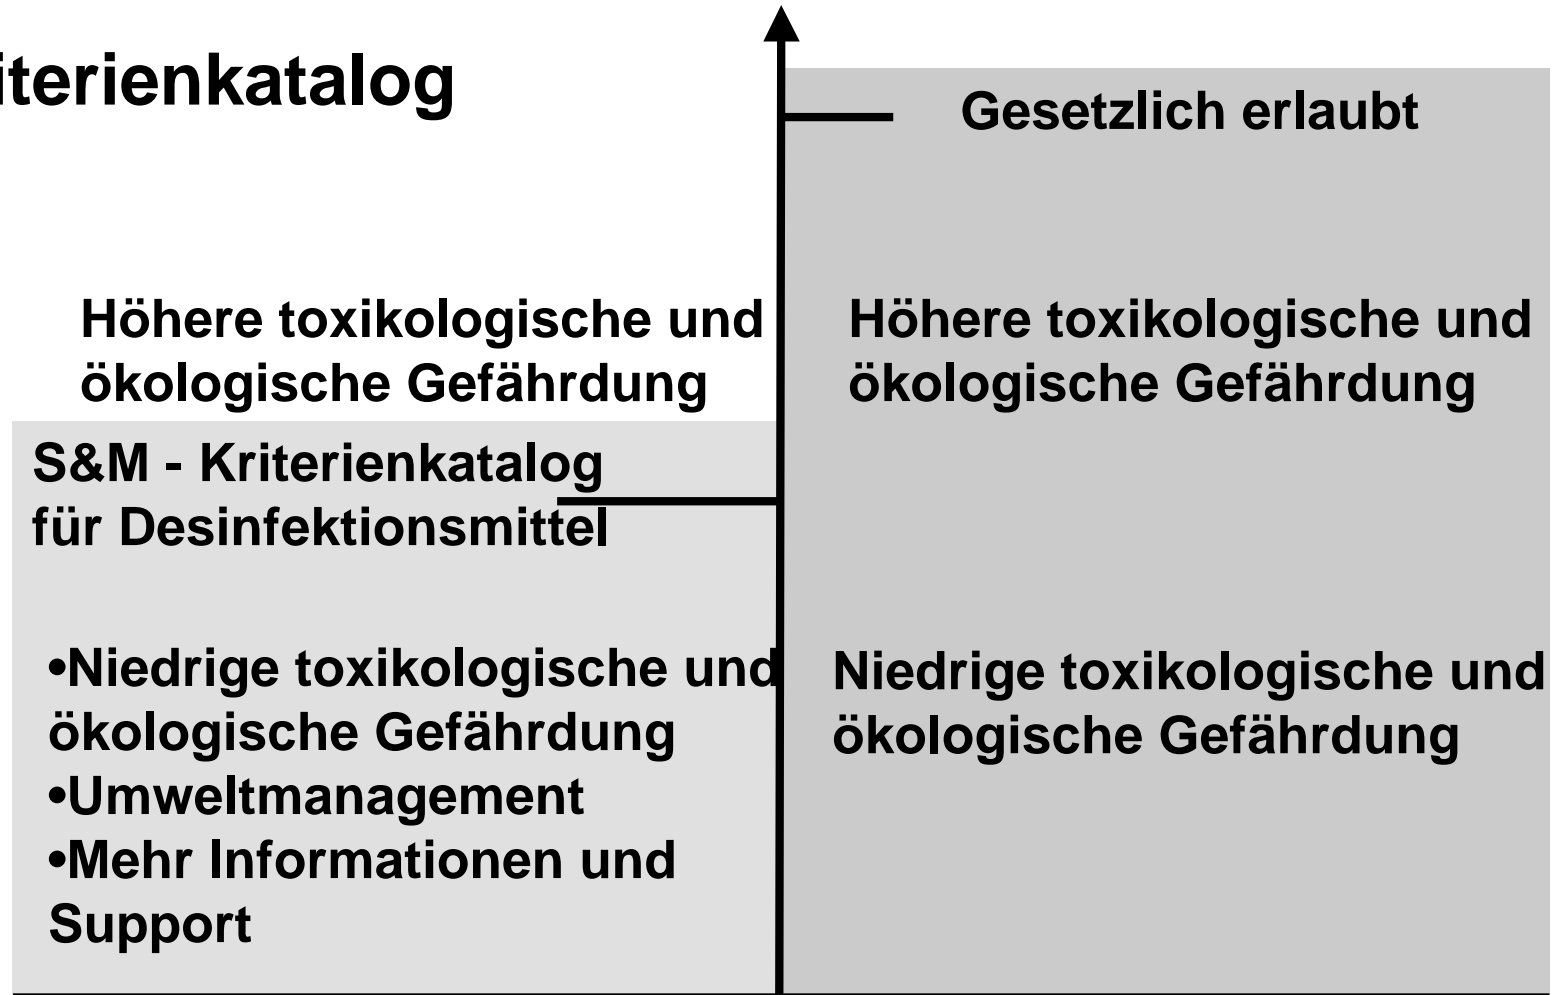 iterienkatalog
Gesetzlich erlaubt
Höhere toxikologische und
ökologische Gefährdung
Höhere toxikologische und
ökologische Gefährdung
S&M - Kriterienkatalog
für Desinfektionsmittel
•Niedrige toxikologische und
ökologische Gefährdung
•Umweltmanagement
•Mehr Informationen und
Support
Niedrige toxikologische und
ökologische Gefährdung